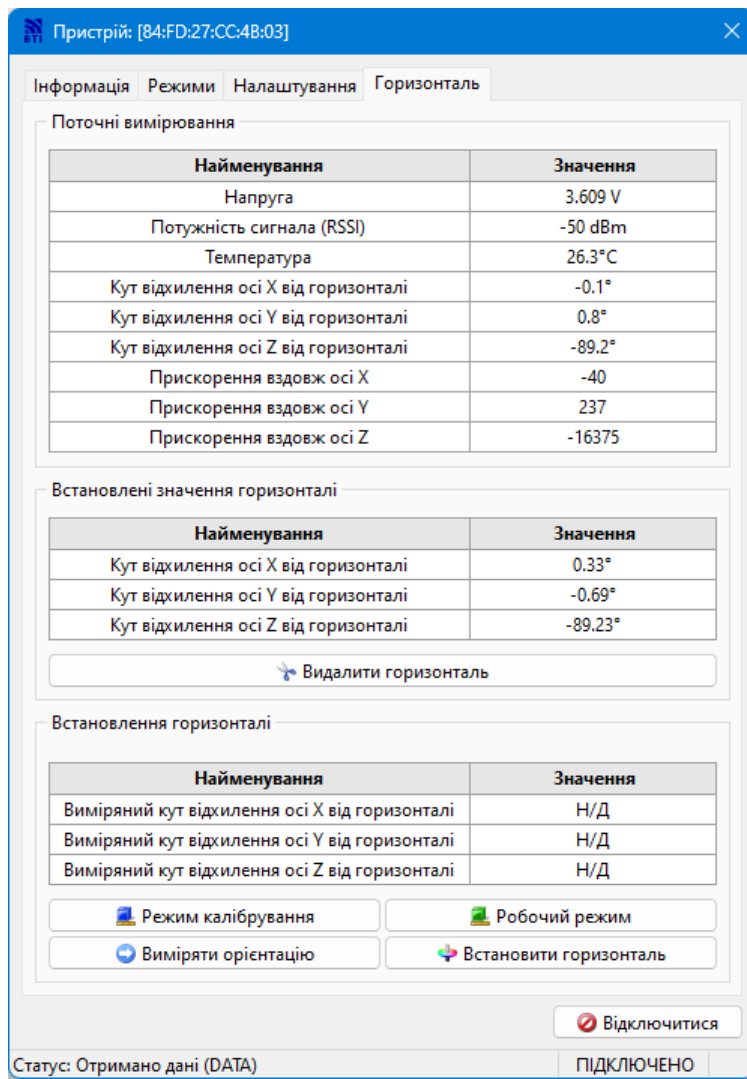 BTI Пристрій: [84:FD:27:CC:4B:03]
Інформація Режими Налаштування Горизонталь
Поточні вимірювання
Найменування Значення
Напруга 3.609 V
Потужність сигнала (RSSI) -50 dBm
Температура 26.3°C
Кут відхилення осі X від горизонталі -0.1°
Кут відхилення осі Y від горизонталі 0.8°
Кут відхилення осі Z від горизонталі -89.2°
Прискорення вздовж осі X -40
Прискорення вздовж осі Y 237
Прискорення вздовж осі Z -16375
Встановлені значення горизонталі
Найменування Значення
Кут відхилення осі X від горизонталі 0.33°
Кут відхилення осі Y від горизонталі -0.69°
Кут відхилення осі Z від горизонталі -89.23°
Видалити горизонталь
Встановлення горизонталі
Найменування Значення
Виміряний кут відхилення осі X від горизонталі Н/Д
Виміряний кут відхилення осі Y від горизонталі Н/Д
Виміряний кут відхилення осі Z від горизонталі Н/Д
Режим калібрування Робочий режим
Виміряти орієнтацію Встановити горизонталь
Відключитися
Статус: Отримано дані (DATA) ПІДКЛЮЧЕНО